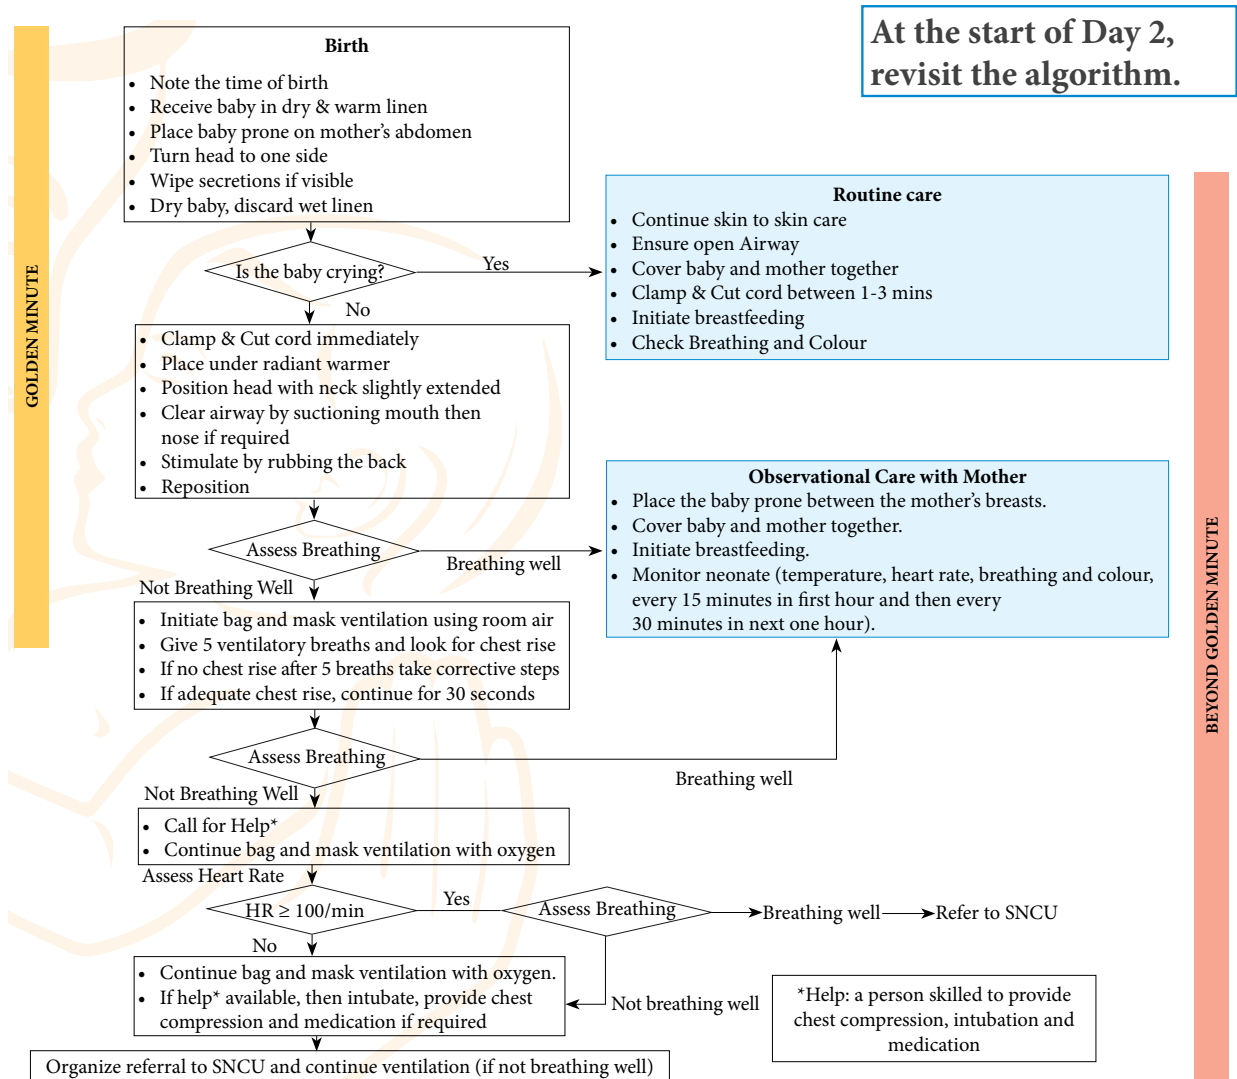 At the start of Day 2,
revisit the algorithm.
GOLDEN MINUTE
Birth
• Note the time of birth
• Receive baby in dry & warm linen
• Place baby prone on mother's abdomen
• Turn head to one side
• Wipe secretions if visible
• Dry baby, discard wet linen
Is the baby crying?
Yes
No
Routine care
• Continue skin to skin care
• Ensure open Airway
• Cover baby and mother together
• Clamp & Cut cord between 1-3 mins
• Initiate breastfeeding
• Check Breathing and Colour
• Clamp & Cut cord immediately
• Place under radiant warmer
• Position head with neck slightly extended
• Clear airway by suctioning mouth then
nose if required
• Stimulate by rubbing the back
• Reposition
Assess Breathing
Breathing well
Not Breathing Well
Observational Care with Mother
• Place the baby prone between the mother's breasts.
• Cover baby and mother together.
• Initiate breastfeeding.
• Monitor neonate (temperature, heart rate, breathing and colour,
every 15 minutes in first hour and then every
30 minutes in next one hour).
BEYOND GOLDEN MINUTE
• Initiate bag and mask ventilation using room air
• Give 5 ventilatory breaths and look for chest rise
• If no chest rise after 5 breaths take corrective steps
• If adequate chest rise, continue for 30 seconds
Assess Breathing
Breathing well
Not Breathing Well
• Call for Help*
• Continue bag and mask ventilation with oxygen
Assess Heart Rate
HR ≥ 100/min
Yes
Assess Breathing
Breathing well
Refer to SNCU
No
Not breathing well
• Continue bag and mask ventilation with oxygen.
• If help* available, then intubate, provide chest
compression and medication if required
*Help: a person skilled to provide
chest compression, intubation and
medication
Organize referral to SNCU and continue ventilation (if not breathing well)